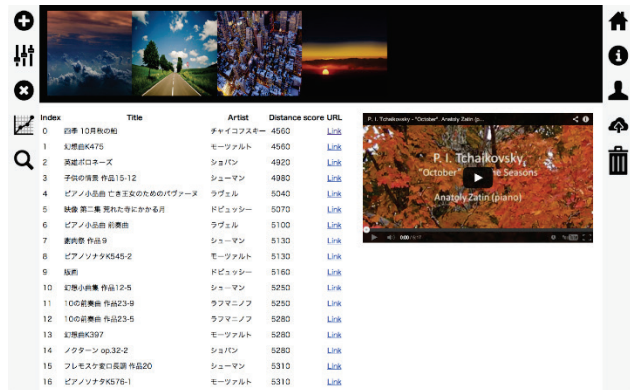 Index Title Artist Distance score URL
0 四季 10月秋の船 チャイコフスキー 4560 Link
1 幻想曲K475 モーツァルト 4560 Link
2 英雄ポロネーズ ショパン 4920 Link
3 子供の情景 作品15-12 シューマン 4980 Link
4 ピアノ小品曲 亡き王女のためのパヴァーヌ ラヴェル 5040 Link
5 映像 第二集 荒れた寺にかかる月 ドビュッシー 5070 Link
6 ピアノ小品曲 前奏曲 ラヴェル 5100 Link
7 謝肉祭 作品9 シューマン 5130 Link
8 ピアノソナタK545-2 モーツァルト 5130 Link
9 版画 ドビュッシー 5160 Link
10 幻想小曲集 作品12-5 シューマン 5250 Link
11 10の前奏曲 作品23-9 ラフマニノフ 5250 Link
12 10の前奏曲 作品23-5 ラフマニノフ 5280 Link
13 幻想曲K397 モーツァルト 5280 Link
14 ノクターン op.32-2 ショパン 5280 Link
15 フレモスケ変ロ長調 作品20 シューマン 5310 Link
16 ピアノソナタK576-1 モーツァルト 5310 Link
P. I. Tchaikovsky - "October". Anatoly Zatin (p...
P. I. Tchaikovsky,
"October" Seasons
Anatoly Zatin (piano)
0:00